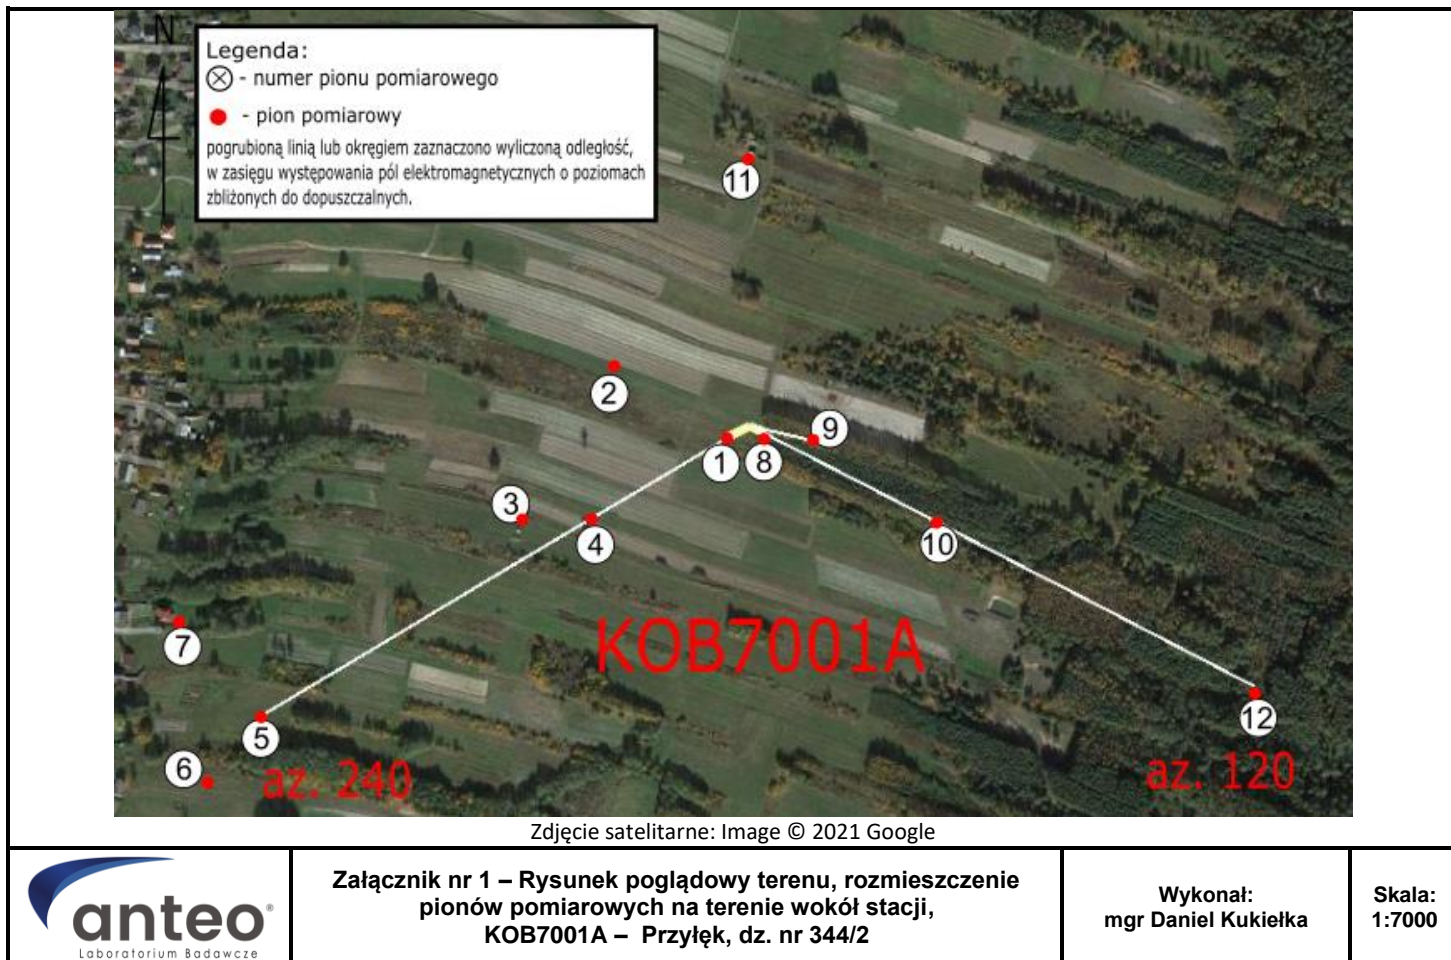 N
Legenda:
- numer pionu pomiarowego
- pion pomiarowy
pogrubioną linią lub okręgiem zaznaczono wyliczoną odległość,
w zasięgu występowania pól elektromagnetycznych o poziomach
zbliżonych do dopuszczalnych.
11
2
9
1
8
3
4
10
KOB7001A
7
5
12
6
az. 240
az. 120
Zdjęcie satelitarne: Image © 2021 Google
anteo®
Laboratorium Badawcze
Załącznik nr 1 – Rysunek poglądowy terenu, rozmieszczenie
pionów pomiarowych na terenie wokół stacji,
KOB7001A – Przyłęk, dz. nr 344/2
Wykonał:
mgr Daniel Kukiełka
Skala:
1:7000